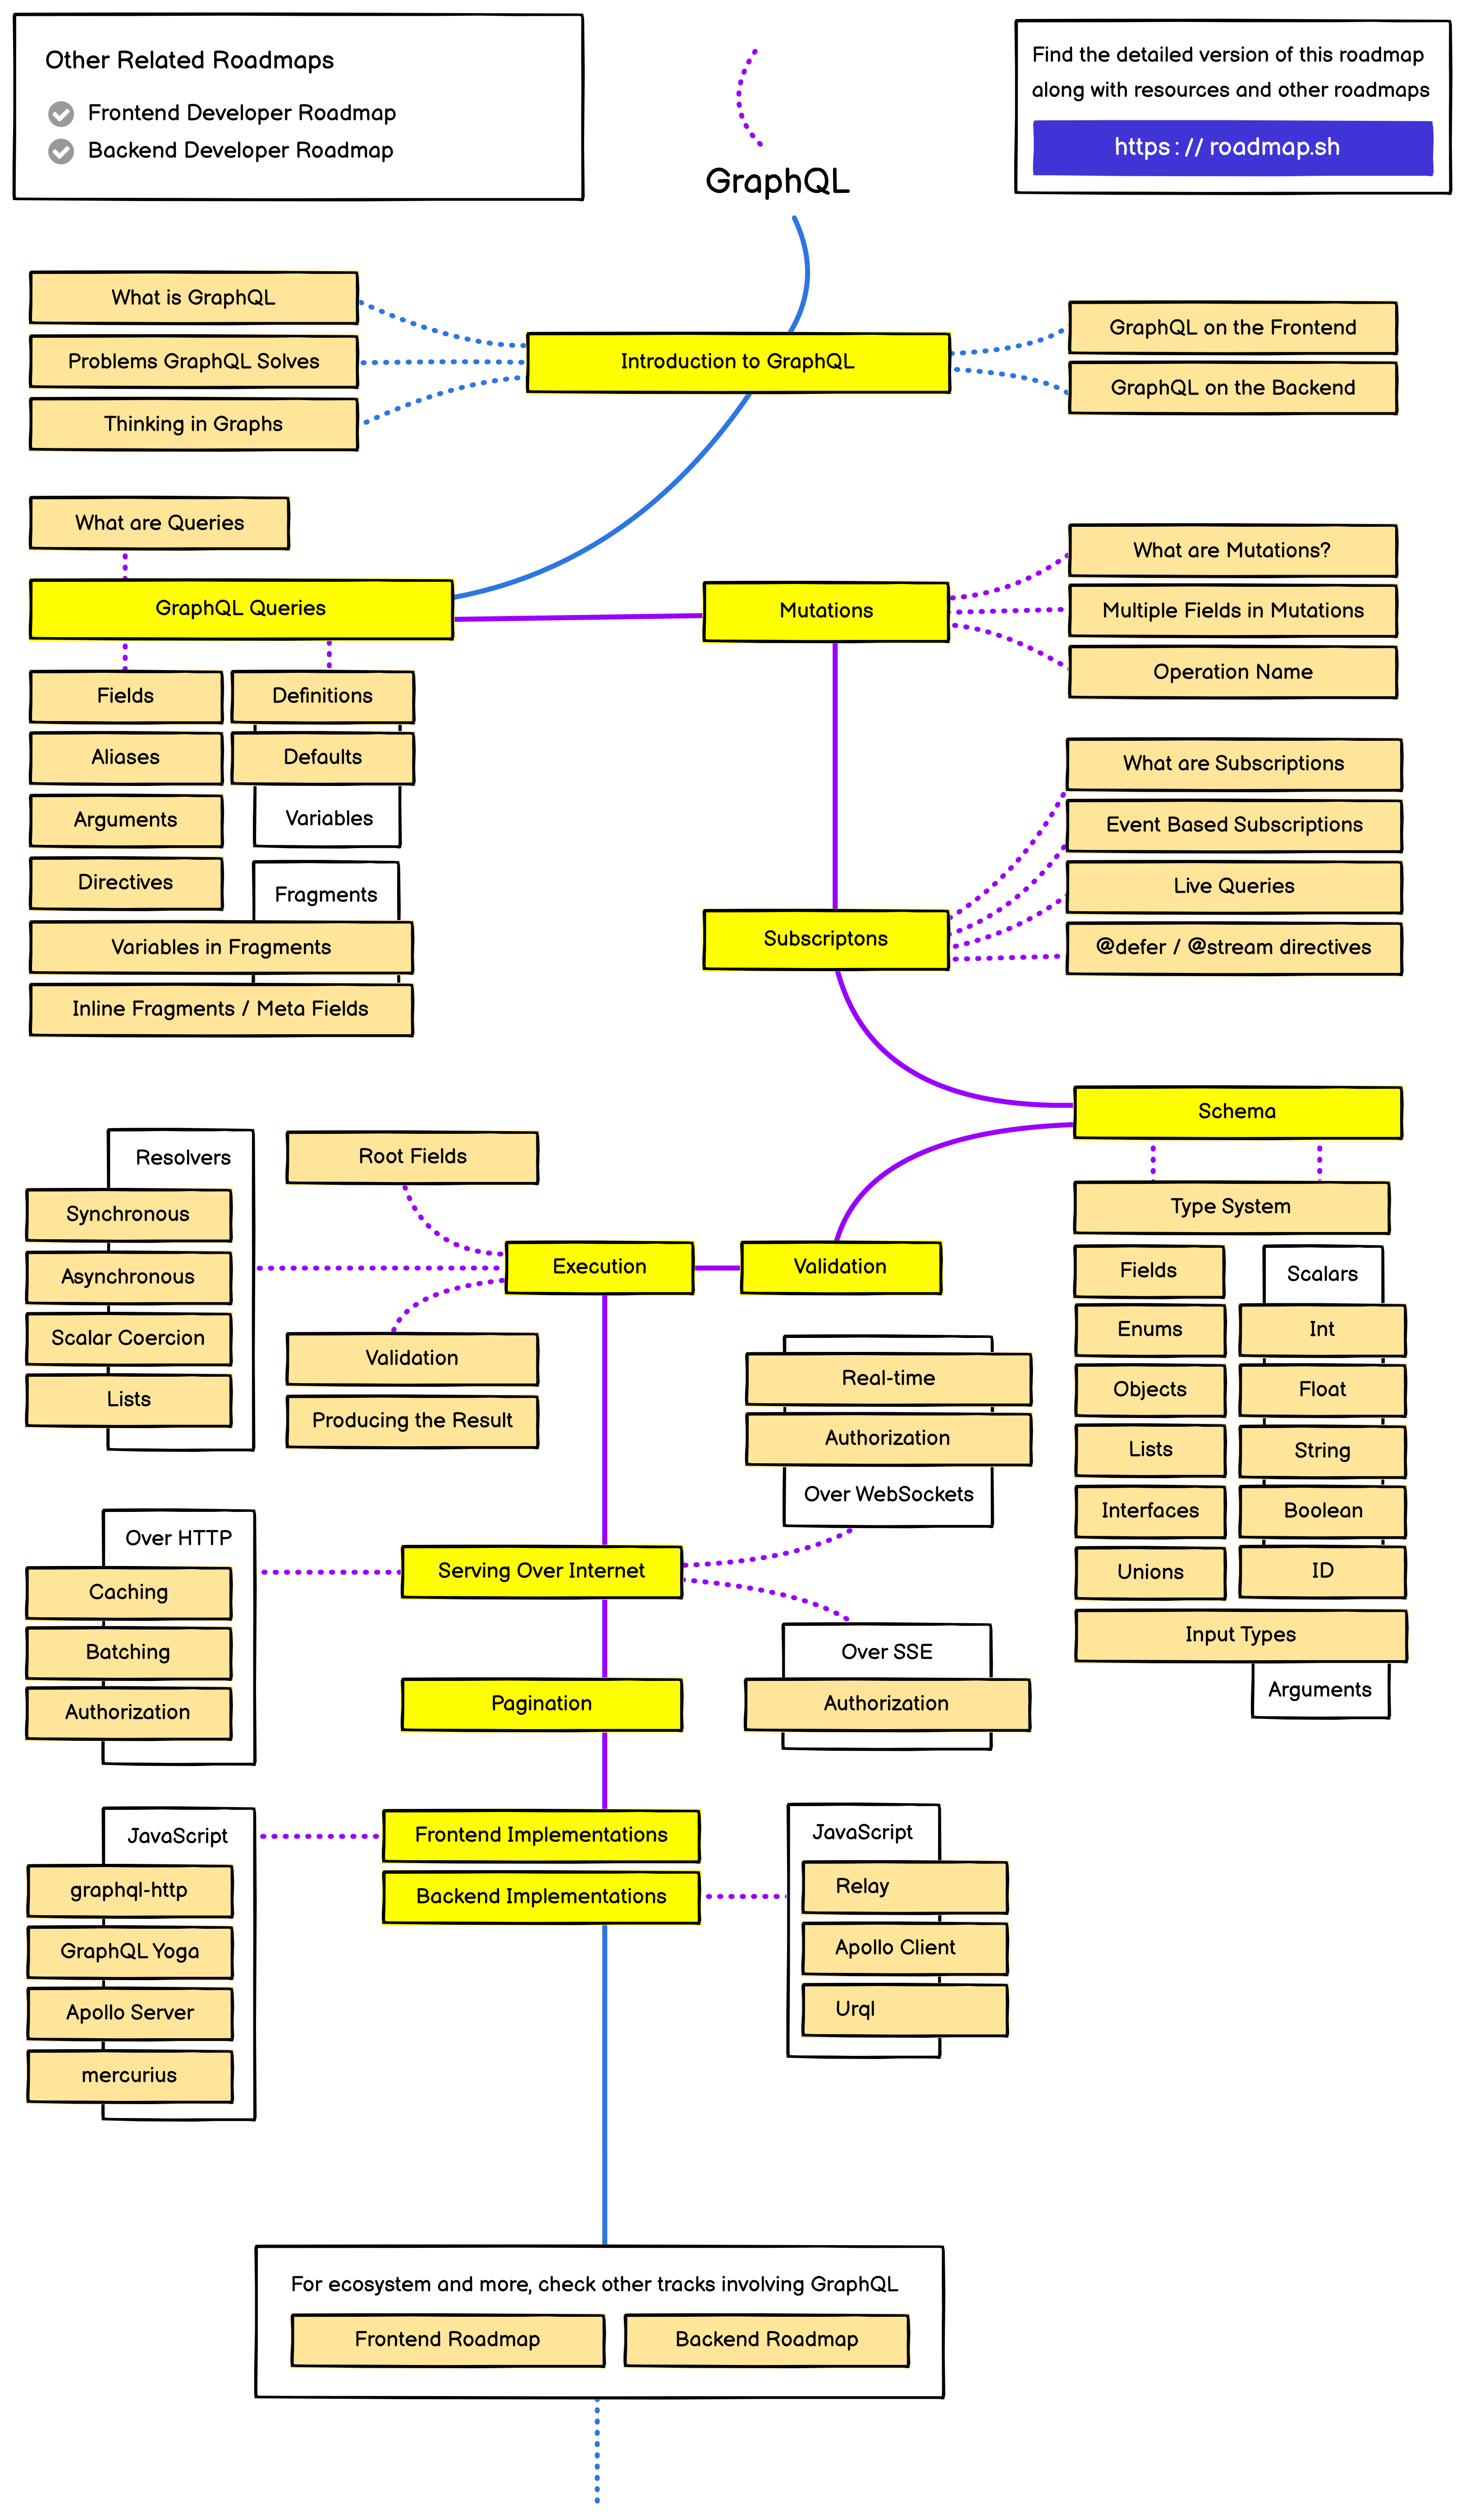 Other Related Roadmaps
Frontend Developer Roadmap
Backend Developer Roadmap
GraphQL
Find the detailed version of this roadmap
along with resources and other roadmaps
https://roadmap.sh
What is GraphQL
Problems GraphQL Solves
Thinking in Graphs
Introduction to GraphQL
GraphQL on the Frontend
GraphQL on the Backend
What are Queries
GraphQL Queries
Fields
Aliases
Arguments
Directives
Definitions
Defaults
Variables
Fragments
Variables in Fragments
Inline Fragments / Meta Fields
Mutations
What are Mutations?
Multiple Fields in Mutations
Operation Name
Subscriptons
What are Subscriptions
Event Based Subscriptions
Live Queries
@defer / @stream directives
Schema
Type System
Fields
Enums
Objects
Lists
Interfaces
Unions
Scalars
Int
Float
String
Boolean
ID
Input Types
Arguments
Validation
Execution
Root Fields
Resolvers
Synchronous
Asynchronous
Scalar Coercion
Lists
Validation
Producing the Result
Real-time
Authorization
Over WebSockets
Serving Over Internet
Over HTTP
Caching
Batching
Authorization
Over SSE
Authorization
Pagination
Frontend Implementations
Backend Implementations
JavaScript
graphql-http
GraphQL Yoga
Apollo Server
mercurius
JavaScript
Relay
Apollo Client
Urql
For ecosystem and more, check other tracks involving GraphQL
Frontend Roadmap
Backend Roadmap